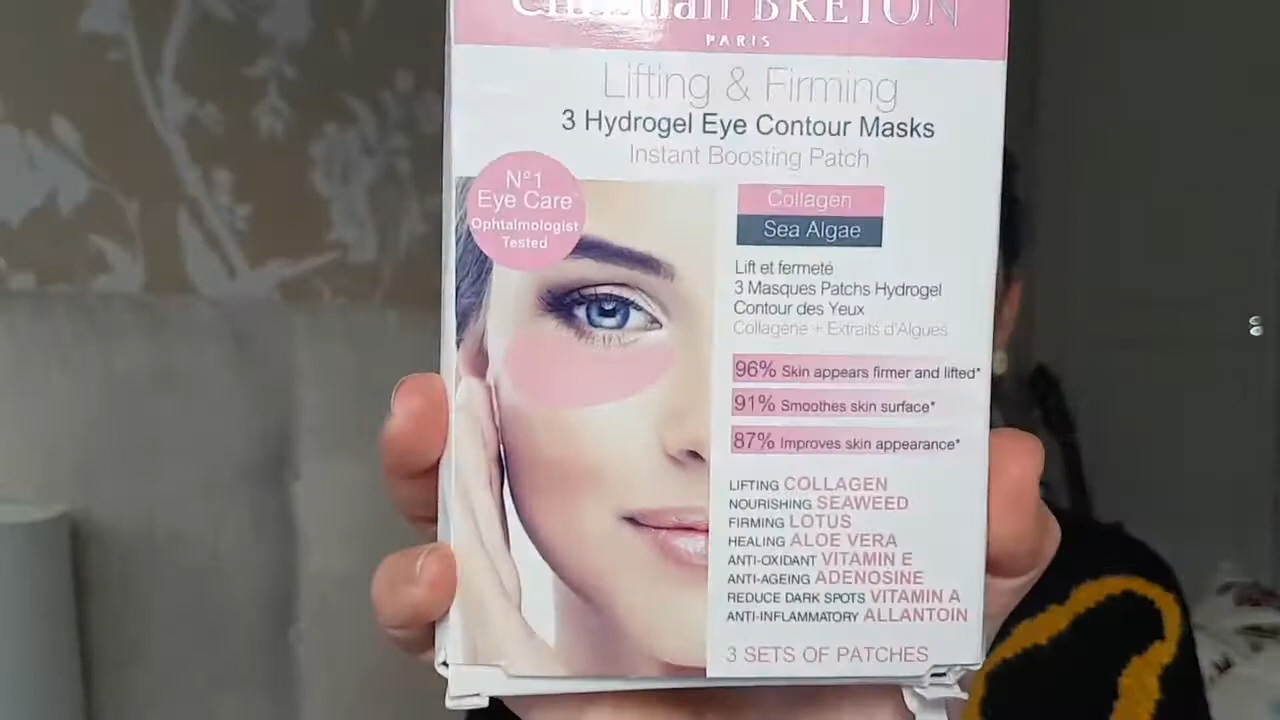 Christian BRETON
PARIS
Lifting & Firming
3 Hydrogel Eye Contour Masks
Instant Boosting Patch
N°1
Eye Care
Ophtalmologist
Tested
Collagen
Sea Algae
Lift et fermeté
3 Masques Patchs Hydrogel
Contour des Yeux
Collagène + Extraits d'Algues
96% Skin appears firmer and lifted*
91% Smoothes skin surface*
87% Improves skin appearance*
LIFTING COLLAGEN
NOURISHING SEAWEED
FIRMING LOTUS
HEALING ALOE VERA
ANTI-OXIDANT VITAMIN E
ANTI-AGEING ADENOSINE
REDUCE DARK SPOTS VITAMIN A
ANTI-INFLAMMATORY ALLANTOIN
3 SETS OF PATCHES